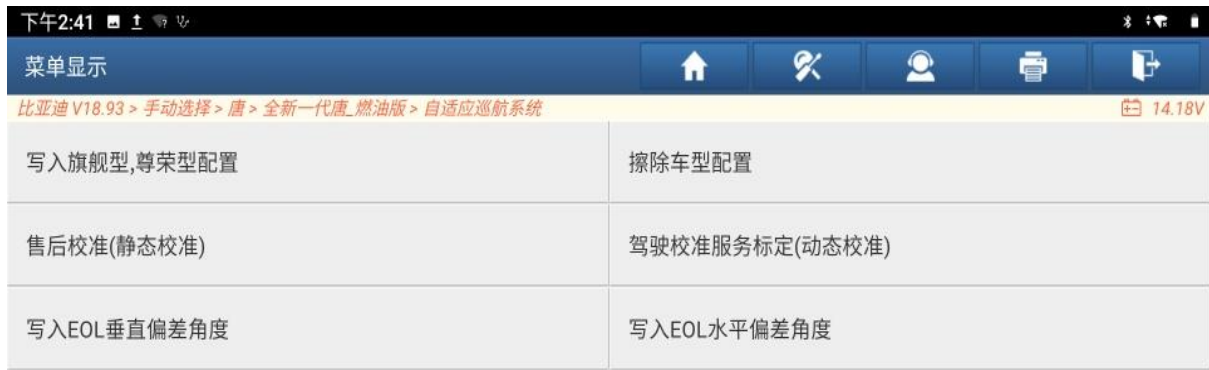 下午2:41
菜单显示
比亚迪 V18.93 > 手动选择 > 唐 > 全新一代唐_燃油版 > 自适应巡航系统 14.18V
写入旗舰型,尊荣型配置 擦除车型配置
售后校准(静态校准) 驾驶校准服务标定(动态校准)
写入EOL垂直偏差角度 写入EOL水平偏差角度